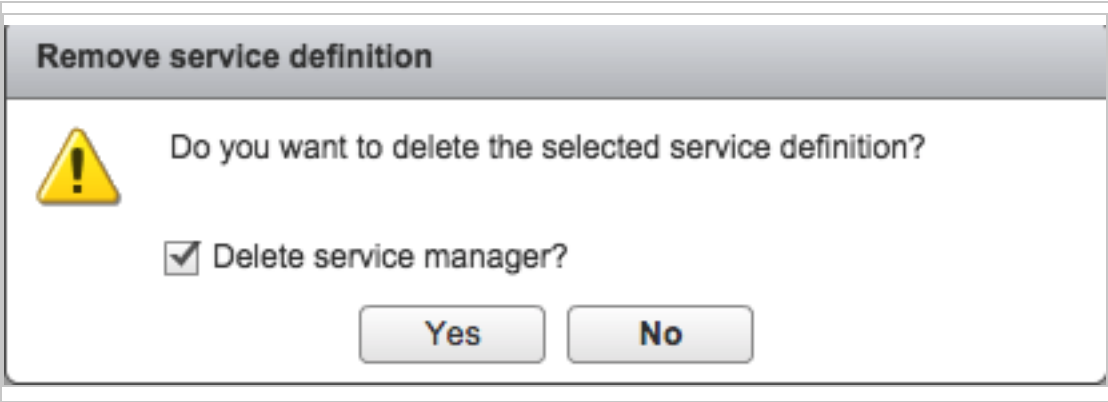 Remove service definition
Do you want to delete the selected service definition?
Delete service manager?
Yes No